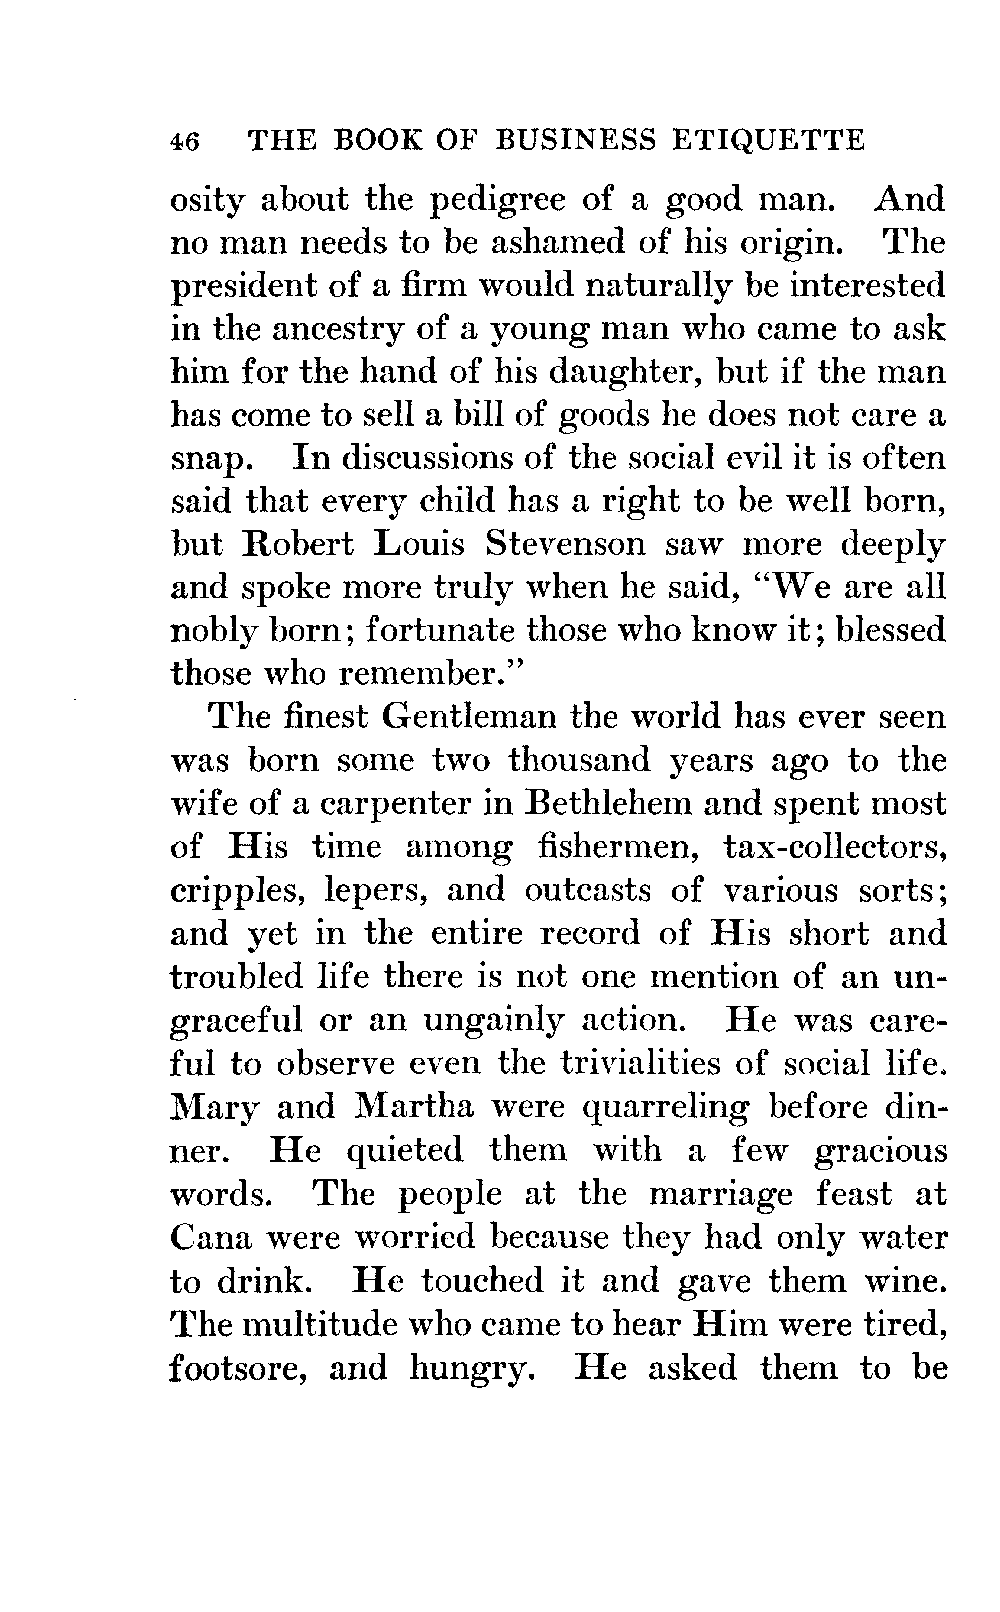 46 THE BOOK OF BUSINESS ETIQUETTE
osity about the pedigree of a good man. And
no man needs to be ashamed of his origin. The
president of a firm would naturally be interested
in the ancestry of a young man who came to ask
him for the hand of his daughter, but if the man
has come to sell a bill of goods he does not care a
snap. In discussions of the social evil it is often
said that every child has a right to be well born,
but Robert Louis Stevenson saw more deeply
and spoke more truly when he said, “We are all
nobly born; fortunate those who know it; blessed
those who remember.”
The finest Gentleman the world has ever seen
was born some two thousand years ago to the
wife of a carpenter in Bethlehem and spent most
of His time among fishermen, tax-collectors,
cripples, lepers, and outcasts of various sorts;
and yet in the entire record of His short and
troubled life there is not one mention of an un-
graceful or an ungainly action. He was care-
ful to observe even the trivialities of social life.
Mary and Martha were quarreling before din-
ner. He quieted them with a few gracious
words. The people at the marriage feast at
Cana were worried because they had only water
to drink. He touched it and gave them wine.
The multitude who came to hear Him were tired,
footsore, and hungry. He asked them to be